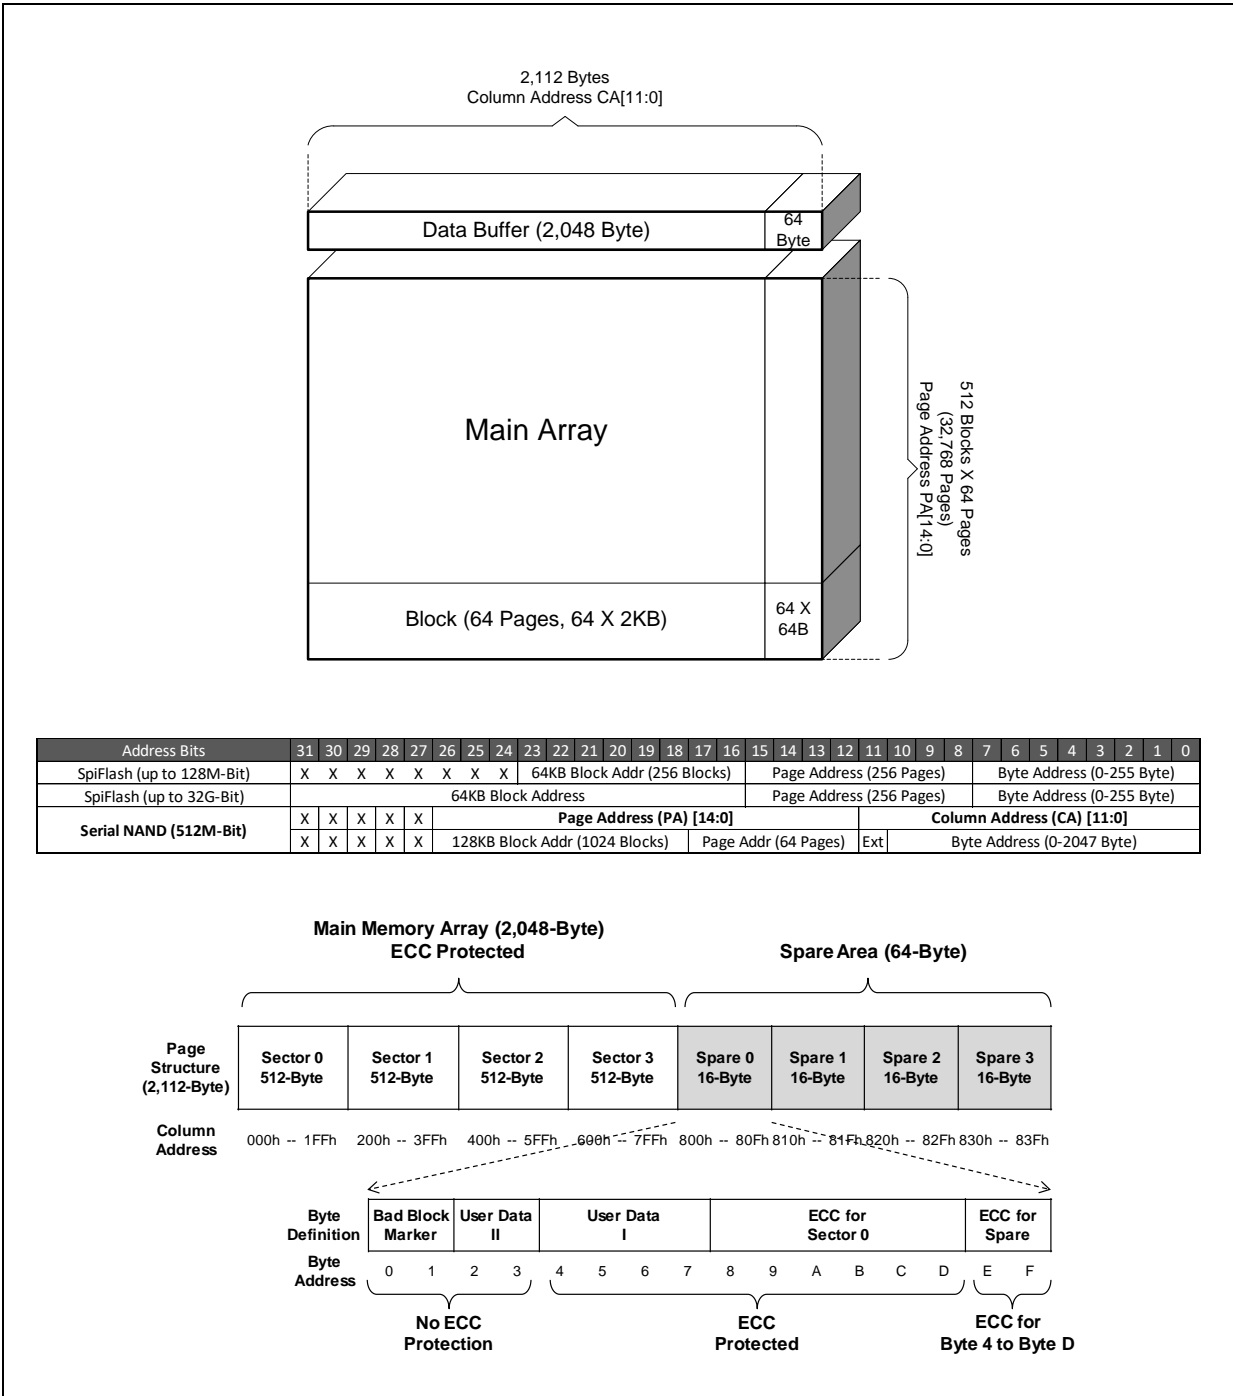 2,112 Bytes
Column Address CA[11:0]
Data Buffer (2,048 Byte)
64
Byte
Main Array
512 Blocks X 64 Pages
(32,768 Pages)
Page Address PA[14:0]
Block (64 Pages, 64 X 2KB)
64 X
64B
Address Bits 31 30 29 28 27 26 25 24 23 22 21 20 19 18 17 16 15 14 13 12 11 10 9 8 7 6 5 4 3 2 1 0
SpiFlash (up to 128M-Bit) X X X X X X X X 64KB Block Addr (256 Blocks) Page Address (256 Pages) Byte Address (0-255 Byte)
SpiFlash (up to 32G-Bit) 64KB Block Address Page Address (256 Pages) Byte Address (0-255 Byte)
Serial NAND (512M-Bit) X X X X X Page Address (PA) [14:0] Column Address (CA) [11:0]
X X X X X 128KB Block Addr (1024 Blocks) Page Addr (64 Pages) Ext Byte Address (0-2047 Byte)
Main Memory Array (2,048-Byte)
ECC Protected
Spare Area (64-Byte)
Page
Structure
(2,112-Byte)
Sector 0
512-Byte
Sector 1
512-Byte
Sector 2
512-Byte
Sector 3
512-Byte
Spare 0
16-Byte
Spare 1
16-Byte
Spare 2
16-Byte
Spare 3
16-Byte
Column
Address
000h -- 1FFh 200h -- 3FFh 400h -- 5FFh 600h -- 7FFh 800h -- 80Fh 810h -- 81Fh 820h -- 82Fh 830h -- 83Fh
Byte
Definition
Bad Block
Marker
User Data
II
User Data
I
ECC for
Sector 0
ECC for
Spare
Byte
Address
0 1 2 3 4 5 6 7 8 9 A B C D E F
No ECC
Protection
ECC
Protected
ECC for
Byte 4 to Byte D